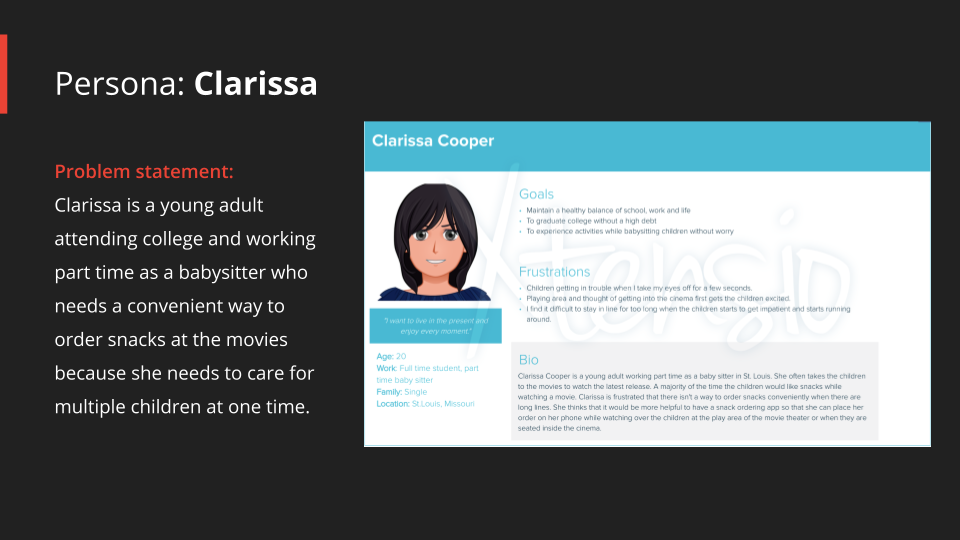 Persona: Clarissa
Problem statement:
Clarissa is a young adult
attending college and working
part time as a babysitter who
needs a convenient way to
order snacks at the movies
because she needs to care for
multiple children at one time.
Clarissa Cooper
"I want to live in the present and
enjoy every moment."
Age: 20
Work: Full time student, part
time baby sitter
Family: Single
Location: St.Louis, Missouri
Goals
Maintain a healthy balance of school, work and life
To graduate college without a high debt
To experience activities while babysitting children without worry
Frustrations
Children getting in trouble when I take my eyes off for a few seconds.
Playing area and thought of getting into the cinema first gets the children excited.
I find it difficult to stay in line for too long when the children starts to get impatient and starts running
around.
Bio
Clarissa Cooper is a young adult working part time as a baby sitter in St. Louis. She often takes the children
to the movies to watch the latest release. A majority of the time the children would like snacks while
watching a movie. Clarissa is frustrated that there isn't a way to order snacks conveniently when there are
long lines. She thinks that it would be more helpful to have a snack ordering app so that she can place her
order on her phone while watching over the children at the play area of the movie theater or when they are
seated inside the cinema.
Xtensio